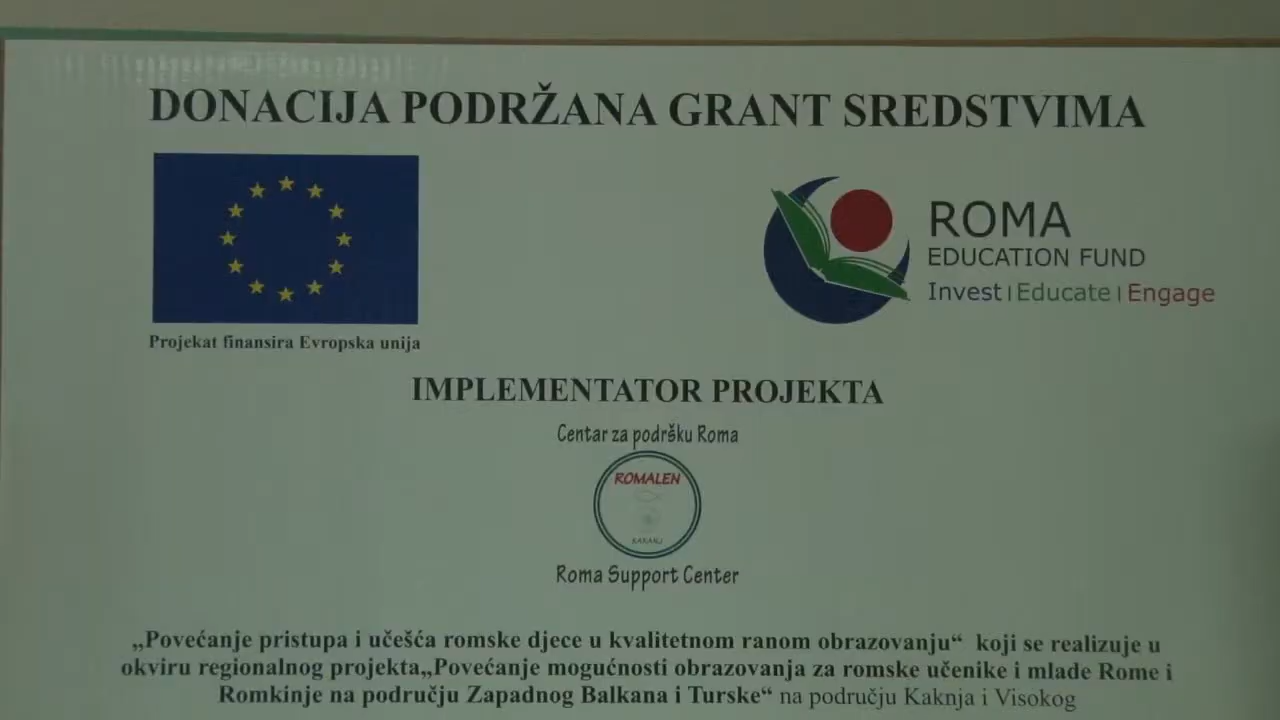 DONACIJA PODRŽANA GRANT SREDSTVIMA
Projekat finansira Evropska unija
ROMA
EDUCATION FUND
Invest | Educate | Engage
IMPLEMENTATOR PROJEKTA
Centar za podršku Roma
ROMALEN
KAKANJ
Roma Support Center
„Povećanje pristupa i učešća romske djece u kvalitetnom ranom obrazovanju“ koji se realizuje u
okviru regionalnog projekta„Povećanje mogućnosti obrazovanja za romske učenike i mlade Rome i
Romkinje na području Zapadnog Balkana i Turske“ na području Kaknja i Visokog